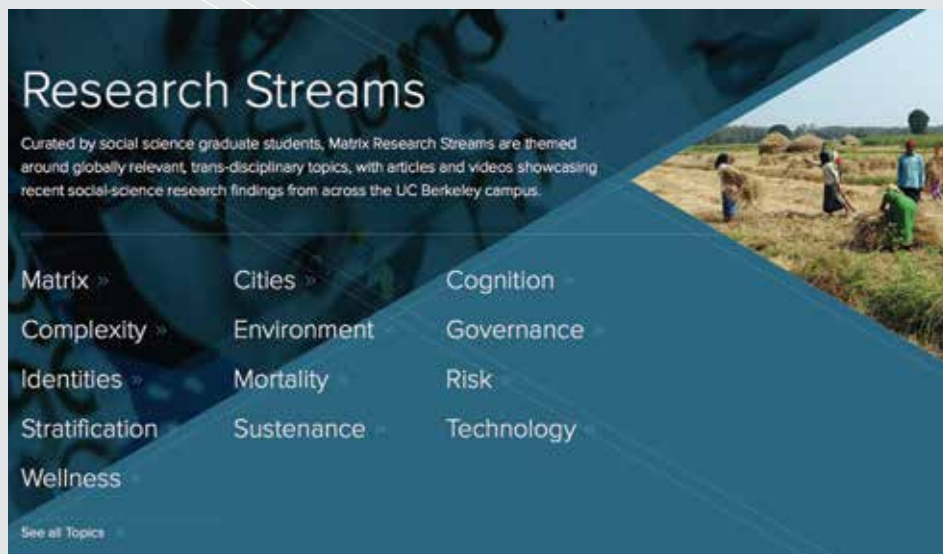 Research Streams
Curated by social science graduate students, Matrix Research Streams are themed
around globally relevant, trans-disciplinary topics, with articles and videos showcasing
recent social-science research findings from across the UC Berkeley campus.
Matrix »
Cities »
Cognition »
Complexity »
Environment »
Governance »
Identities »
Mortality »
Risk »
Stratification »
Sustenance »
Technology »
Wellness »
See all Topics »